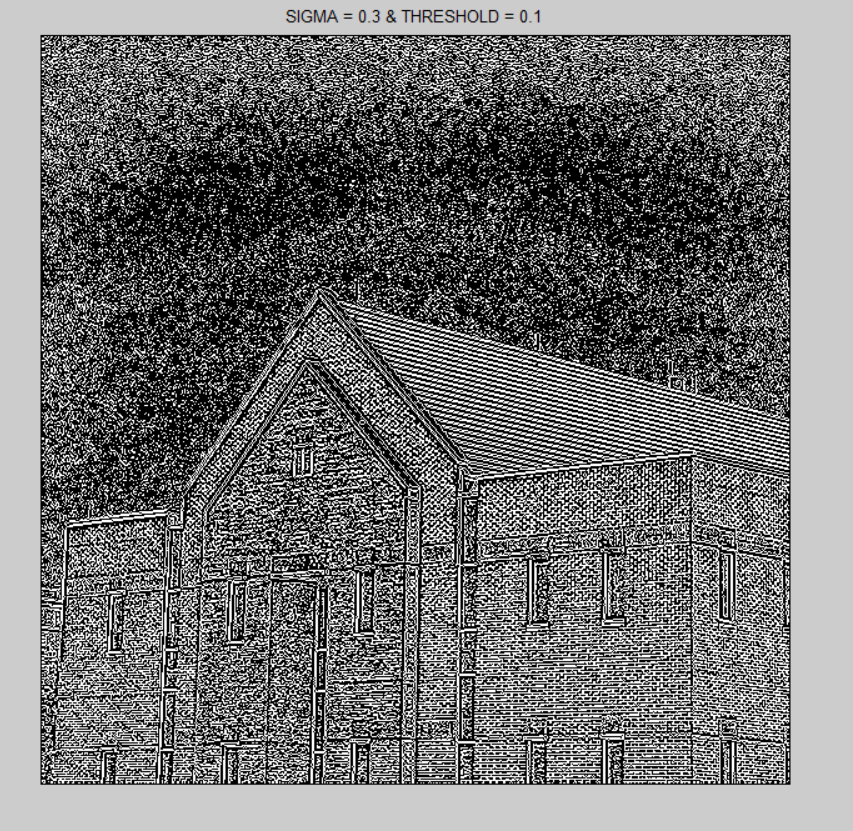 SIGMA = 0.3 & THRESHOLD = 0.1